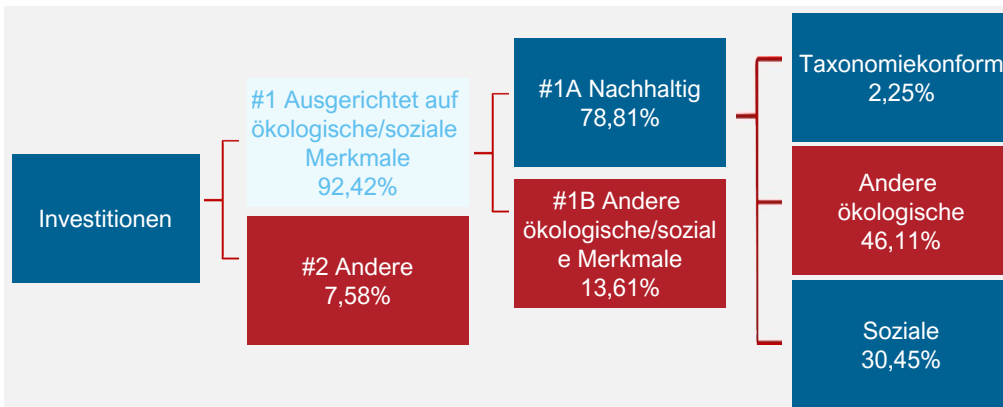 Investitionen
#1 Ausgerichtet auf
ökologische/soziale
Merkmale
92,42%
#2 Andere
7,58%
#1A Nachhaltig
78,81%
#1B Andere
ökologische/sozial
e Merkmale
13,61%
Taxonomiekonform
2,25%
Andere
ökologische
46,11%
Soziale
30,45%